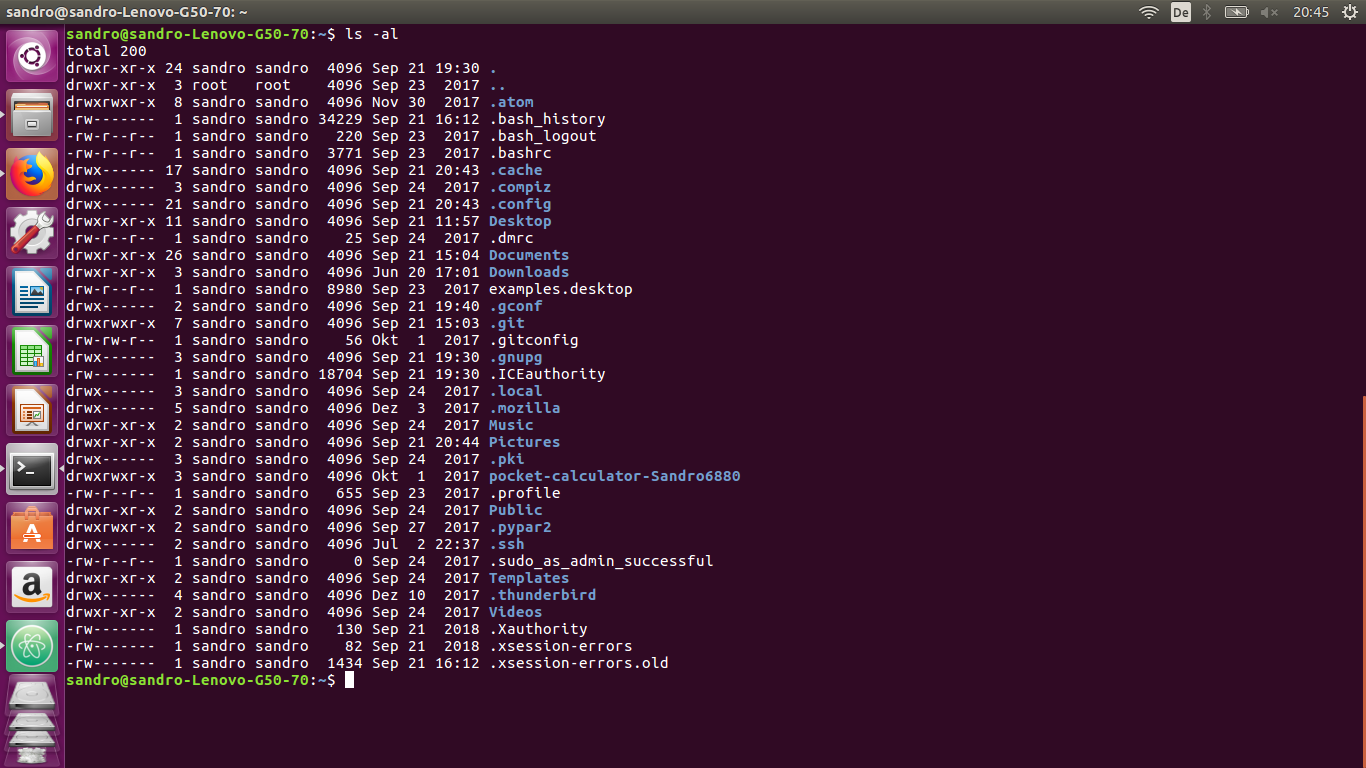 sandro@sandro-Lenovo-G50-70: ~
De
20:45
sandro@sandro-Lenovo-G50-70:~$ ls -al
total 200
drwxr-xr-x 24 sandro sandro  4096 Sep 21 19:30 .
drwxr-xr-x  3 root   root    4096 Sep 23  2017 ..
drwxrwxr-x  8 sandro sandro  4096 Nov 30  2017 .atom
-rw-------  1 sandro sandro 34229 Sep 21 16:12 .bash_history
-rw-r--r--  1 sandro sandro   220 Sep 23  2017 .bash_logout
-rw-r--r--  1 sandro sandro  3771 Sep 23  2017 .bashrc
drwx------ 17 sandro sandro  4096 Sep 21 20:43 .cache
drwx------  3 sandro sandro  4096 Sep 24  2017 .compiz
drwx------ 21 sandro sandro  4096 Sep 21 20:43 .config
drwxr-xr-x 11 sandro sandro  4096 Sep 21 11:57 Desktop
-rw-r--r--  1 sandro sandro    25 Sep 24  2017 .dmrc
drwxr-xr-x 26 sandro sandro  4096 Sep 21 15:04 Documents
drwxr-xr-x  3 sandro sandro  4096 Jun 20 17:01 Downloads
-rw-r--r--  1 sandro sandro  8980 Sep 23  2017 examples.desktop
drwx------  2 sandro sandro  4096 Sep 21 19:40 .gconf
drwxrwxr-x  7 sandro sandro  4096 Sep 21 15:03 .git
-rw-rw-r--  1 sandro sandro    56 Okt  1  2017 .gitconfig
drwx------  3 sandro sandro  4096 Sep 21 19:30 .gnupg
-rw-------  1 sandro sandro 18704 Sep 21 19:30 .ICEauthority
drwx------  3 sandro sandro  4096 Sep 24  2017 .local
drwx------  5 sandro sandro  4096 Dez  3  2017 .mozilla
drwxr-xr-x  2 sandro sandro  4096 Sep 24  2017 Music
drwxr-xr-x  2 sandro sandro  4096 Sep 21 20:44 Pictures
drwx------  3 sandro sandro  4096 Sep 24  2017 .pki
drwxrwxr-x  3 sandro sandro  4096 Okt  1  2017 pocket-calculator-Sandro6880
-rw-r--r--  1 sandro sandro   655 Sep 23  2017 .profile
drwxr-xr-x  2 sandro sandro  4096 Sep 24  2017 Public
drwxrwxr-x  2 sandro sandro  4096 Sep 27  2017 .pypar2
drwx------  2 sandro sandro  4096 Jul  2 22:37 .ssh
-rw-r--r--  1 sandro sandro     0 Sep 24  2017 .sudo_as_admin_successful
drwxr-xr-x  2 sandro sandro  4096 Sep 24  2017 Templates
drwx------  4 sandro sandro  4096 Dez 10  2017 .thunderbird
drwxr-xr-x  2 sandro sandro  4096 Sep 24  2017 Videos
-rw-------  1 sandro sandro   130 Sep 21  2018 .Xauthority
-rw-------  1 sandro sandro    82 Sep 21  2018 .xsession-errors
-rw-------  1 sandro sandro  1434 Sep 21 16:12 .xsession-errors.old
sandro@sandro-Lenovo-G50-70:~$